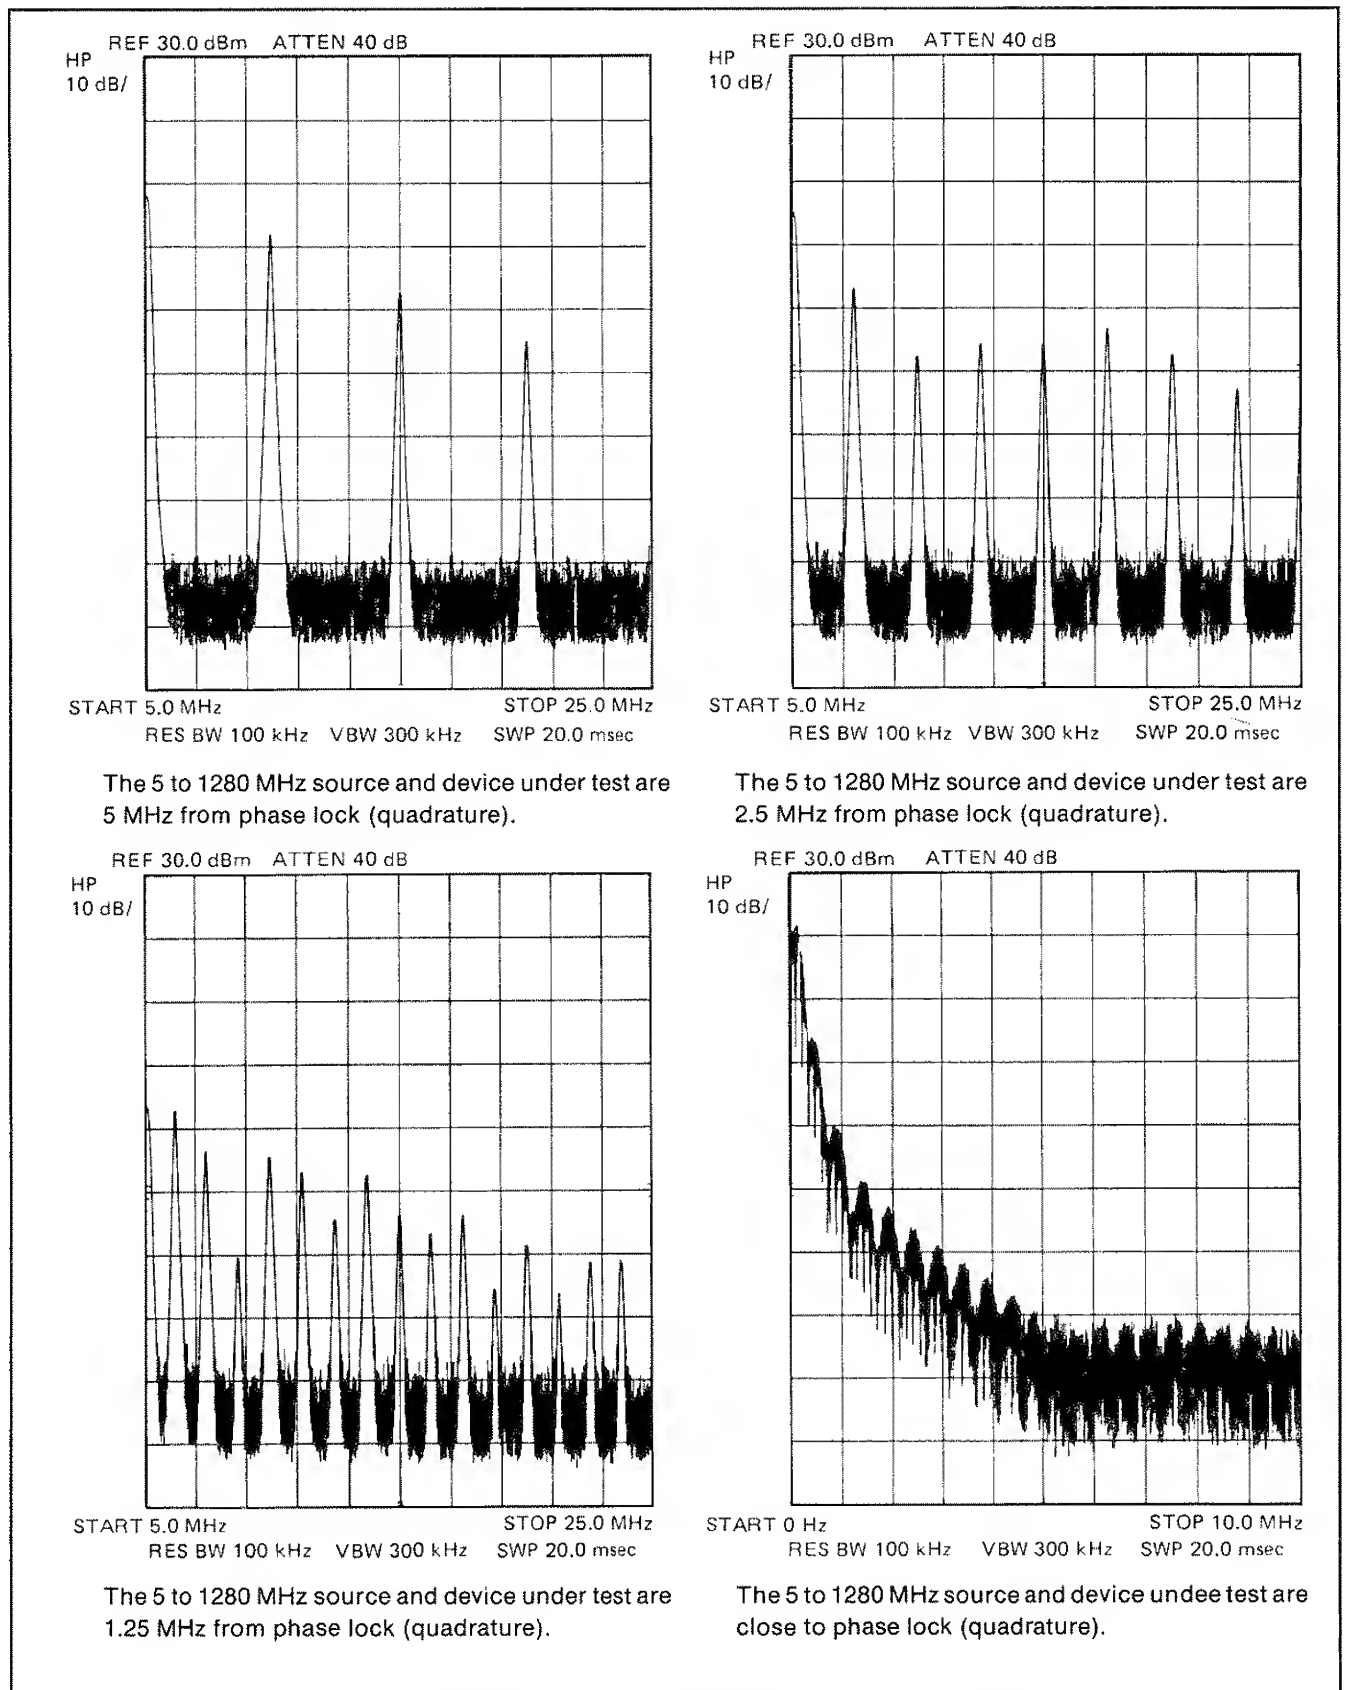 REF 30.0 dBm ATTEN 40 dB
HP
10 dB/
START 5.0 MHz STOP 25.0 MHz
RES BW 100 kHz VBW 300 kHz SWP 20.0 msec
The 5 to 1280 MHz source and device under test are
5 MHz from phase lock (quadrature).
REF 30.0 dBm ATTEN 40 dB
HP
10 dB/
START 5.0 MHz STOP 25.0 MHz
RES BW 100 kHz VBW 300 kHz SWP 20.0 msec
The 5 to 1280 MHz source and device under test are
2.5 MHz from phase lock (quadrature).
REF 30.0 dBm ATTEN 40 dB
HP
10 dB/
START 5.0 MHz STOP 25.0 MHz
RES BW 100 kHz VBW 300 kHz SWP 20.0 msec
The 5 to 1280 MHz source and device under test are
1.25 MHz from phase lock (quadrature).
REF 30.0 dBm ATTEN 40 dB
HP
10 dB/
START 0 Hz STOP 10.0 MHz
RES BW 100 kHz VBW 300 kHz SWP 20.0 msec
The 5 to 1280 MHz source and device undee test are
close to phase lock (quadrature).